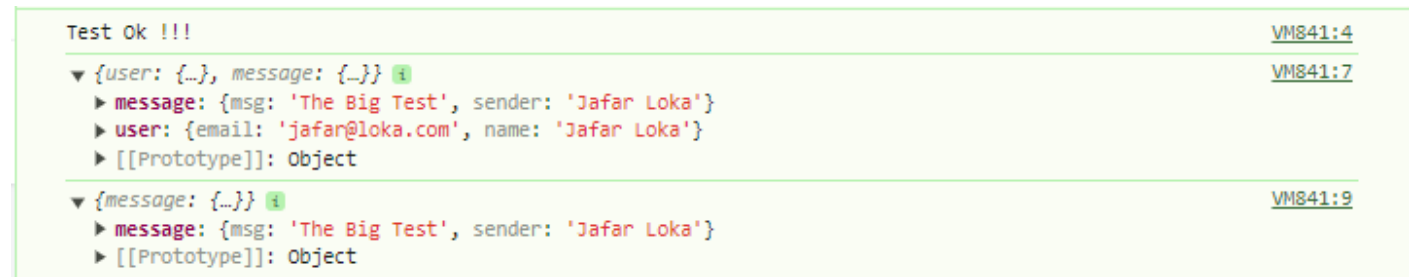 Test Ok !!! VM841:4
▼ {user: {…}, message: {…}} i VM841:7
▶ message: {msg: 'The Big Test', sender: 'Jafar Loka'}
▶ user: {email: 'jafar@loka.com', name: 'Jafar Loka'}
▶ [[Prototype]]: Object
▼ {message: {…}} i VM841:9
▶ message: {msg: 'The Big Test', sender: 'Jafar Loka'}
▶ [[Prototype]]: Object